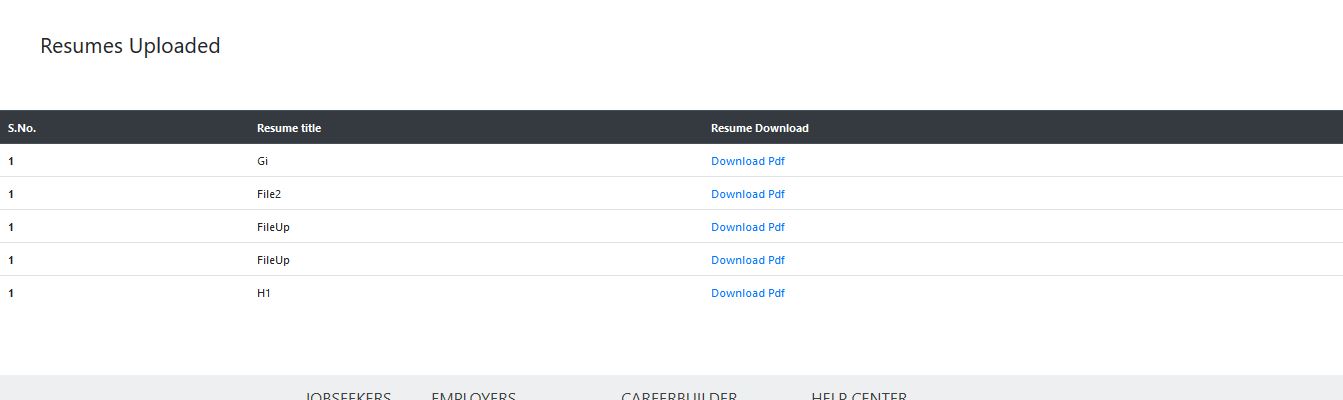 Resumes Uploaded
S.No. Resume title Resume Download
1 Gi Download Pdf
1 File2 Download Pdf
1 FileUp Download Pdf
1 FileUp Download Pdf
1 H1 Download Pdf
JOBSEEKERS EMPLOYERS CAREERBUILDER HELP CENTER